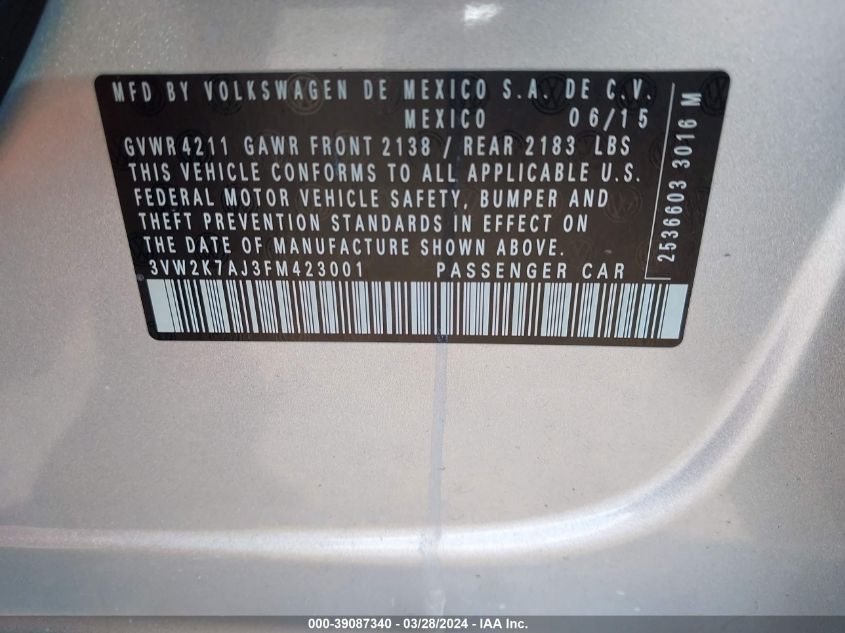 MFD BY VOLKSWAGEN DE MEXICO S.A. DE C.V.
MEXICO 06/15
GVWR 4211 GAWR FRONT 2138 / REAR 2183 LBS
THIS VEHICLE CONFORMS TO ALL APPLICABLE U.S.
FEDERAL MOTOR VEHICLE SAFETY, BUMPER AND
THEFT PREVENTION STANDARDS IN EFFECT ON
THE DATE OF MANUFACTURE SHOWN ABOVE.
3VW2K7AJ3FM423001 PASSENGER CAR
2536603 3016 M
000-39087340 - 03/28/2024 - IAA Inc.